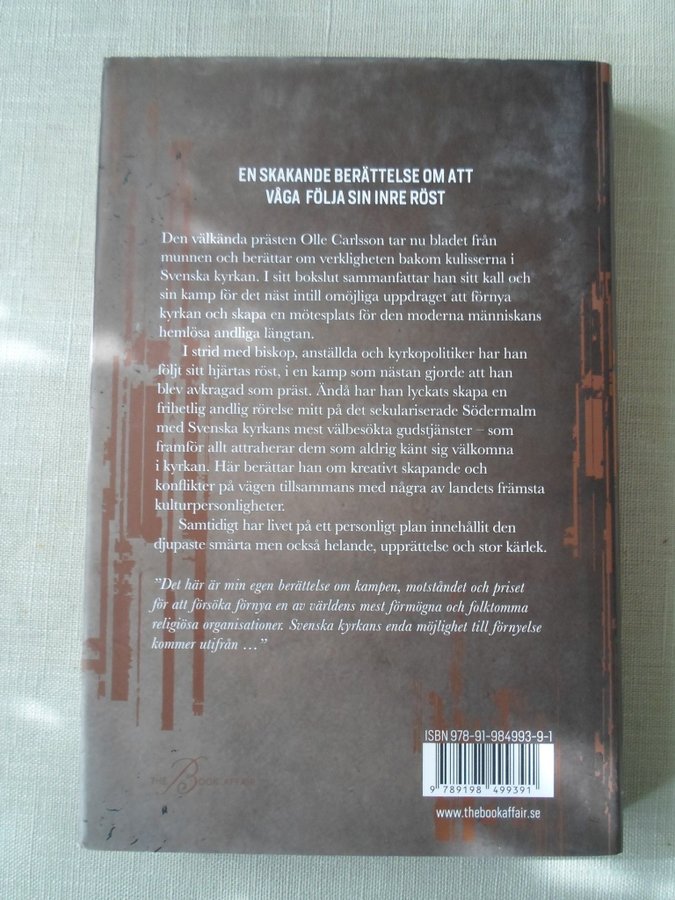 EN SKAKANDE BERÄTTELSE OM ATT
VÅGA FÖLJA SIN INRE RÖST
Den välkända prästen Olle Carlsson tar nu bladet från
munnen och berättar om verkligheten bakom kulisserna i
Svenska kyrkan. I sitt bokslut sammanfattar han sitt kall och
sin kamp för det näst intill omöjliga uppdraget att förnya
kyrkan och skapa en mötesplats för den moderna människans
hemlösa andliga längtan.
I strid med biskop, anställda och kyrkopolitiker har han
följt sitt hjärtas röst, i en kamp som nästan gjorde att han
blev avkragad som präst. Ändå har han lyckats skapa en
frihetlig andlig rörelse mitt på det sekulariserade Södermalm
med Svenska kyrkans mest välbesökta gudstjänster – som
framför allt attraherar dem som aldrig känt sig välkomna
i kyrkan. Här berättar han om kreativt skapande och
konflikter på vägen tillsammans med några av landets främsta
kulturpersonligheter.
Samtidigt har livet på ett personligt plan innehållit den
djupaste smärta men också helande, upprättelse och stor kärlek.
”Det här är min egen berättelse om kampen, motståndet och priset
för att försöka förnya en av världens mest förmögna och folktomma
religiösa organisationer. Svenska kyrkans enda möjlighet till förnyelse
kommer utifrån …”
ISBN 978-91-984993-9-1
9 789198 499391
THE BOOK AFFAIR
www.thebookaffair.se